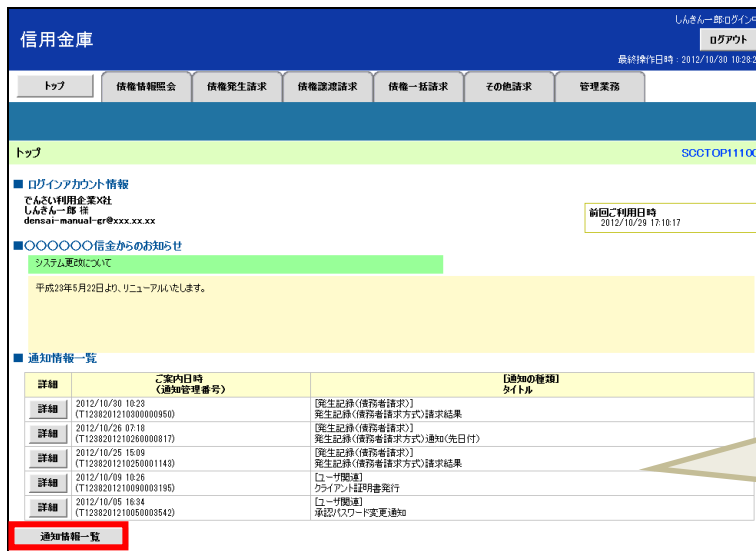 しんきん一郎:ログイン中
信用金庫
ログアウト
最終操作日時:2012/10/30 10:28:2
トップ 債権情報照会 債権発生請求 債権譲渡請求 債権一括請求 その他請求 管理業務
トップ SCCTOP11100
■ ログインアカウント情報
でんさい利用企業X社
しんきん一郎 様
densai-manual-gr@xxx.xx.xx
前回ご利用日時
2012/10/29 17:10:17
■〇〇〇〇〇〇信金からのお知らせ
システム更改について
平成23年5月22日より、リニューアルいたします。
■ 通知情報一覧
詳細 ご案内日時 [通知の種類]
(通知管理番号) タイトル
詳細 2012/10/30 10:23 [発生記録(債務者請求)]
(T1238201210300000950) 発生記録(債務者請求方式)請求結果
詳細 2012/10/26 07:18 [発生記録(債務者請求)]
(T1238201210260000817) 発生記録(債務者請求方式)通知(先日付)
詳細 2012/10/25 15:09 [発生記録(債務者請求)]
(T1238201210250001143) 発生記録(債務者請求方式)請求結果
詳細 2012/10/09 10:26 [ユーザ関連]
(T1238201210090003195) クライアント証明書発行
詳細 2012/10/05 16:34 [ユーザ関連]
(T1238201210050003542) 承認パスワード変更通知
通知情報一覧